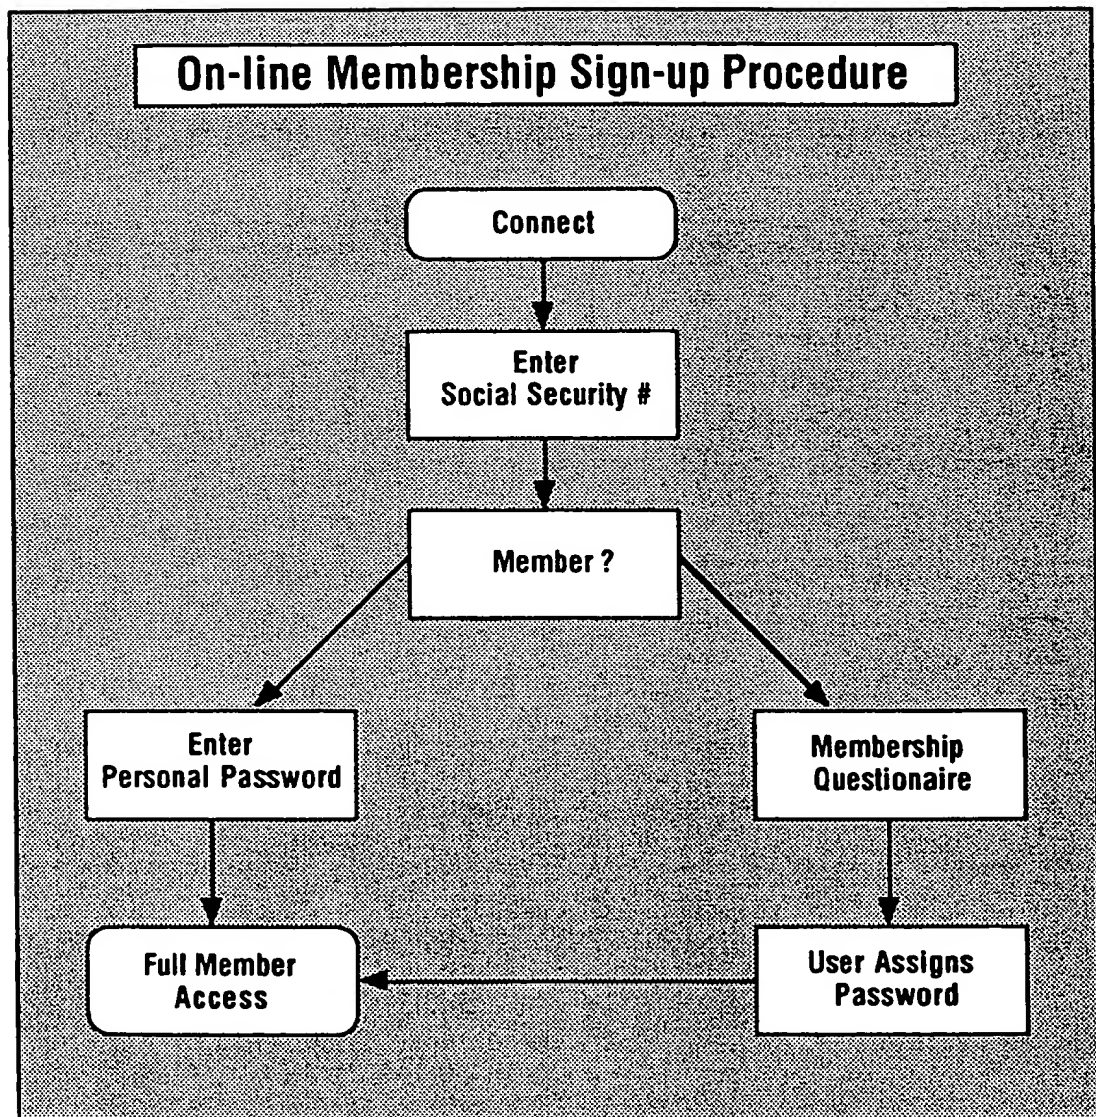 On-line Membership Sign-up Procedure
Connect
Enter
Social Security #
Member ?
Enter
Personal Password
Membership
Questionaire
Full Member
Access
User Assigns
Password